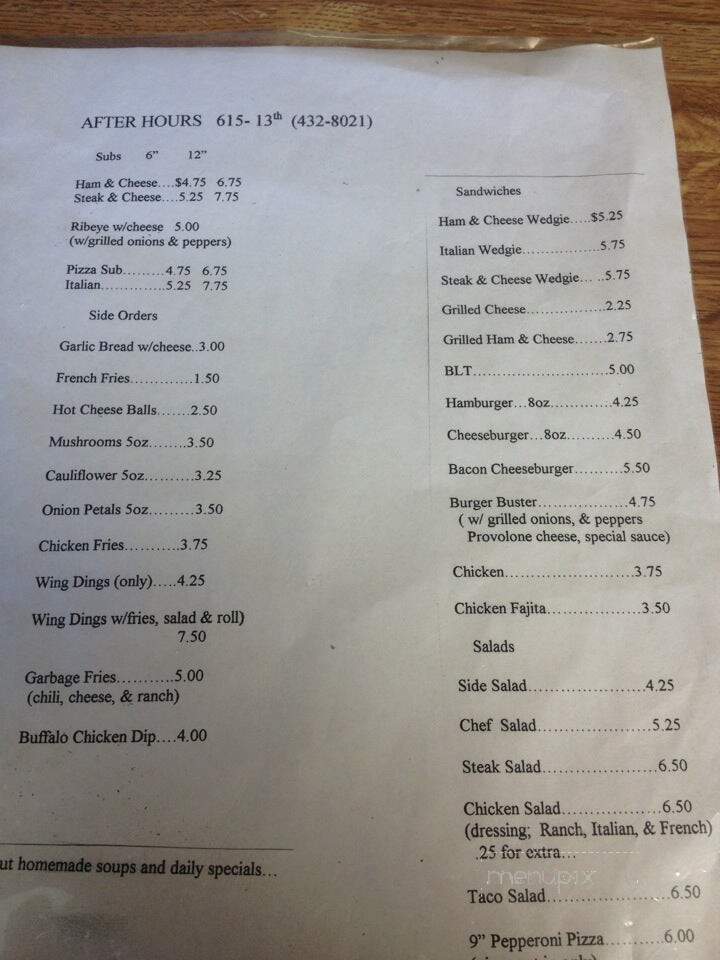 AFTER HOURS 615- 13th (432-8021)
Subs 6” 12”
Ham & Cheese....$4.75 6.75
Steak & Cheese....5.25 7.75
Ribeye w/cheese 5.00
(w/grilled onions & peppers)
Pizza Sub.........4.75 6.75
Italian..............5.25 7.75
Side Orders
Garlic Bread w/cheese..3.00
French Fries.............1.50
Hot Cheese Balls.......2.50
Mushrooms 5oz........3.50
Cauliflower 5oz..........3.25
Onion Petals 5oz.........3.50
Chicken Fries...........3.75
Wing Dings (only).....4.25
Wing Dings w/fries, salad & roll)
7.50
Garbage Fries...........5.00
(chili, cheese, & ranch)
Buffalo Chicken Dip....4.00
ut homemade soups and daily specials...
Sandwiches
Ham & Cheese Wedgie.....$5.25
Italian Wedgie...................5.75
Steak & Cheese Wedgie... ..5.75
Grilled Cheese...................2.25
Grilled Ham & Cheese.......2.75
BLT.................................5.00
Hamburger...8oz.............4.25
Cheeseburger...8oz..........4.50
Bacon Cheeseburger..........5.50
Burger Buster...................4.75
( w/ grilled onions, & peppers
Provolone cheese, special sauce)
Chicken...........................3.75
Chicken Fajita...................3.50
Salads
Side Salad........................4.25
Chef Salad.......................5.25
Steak Salad.......................6.50
Chicken Salad....................6.50
(dressing; Ranch, Italian, & French)
.25 for extra...
menupix
Taco Salad.........................6.50
9” Pepperoni Pizza............6.00